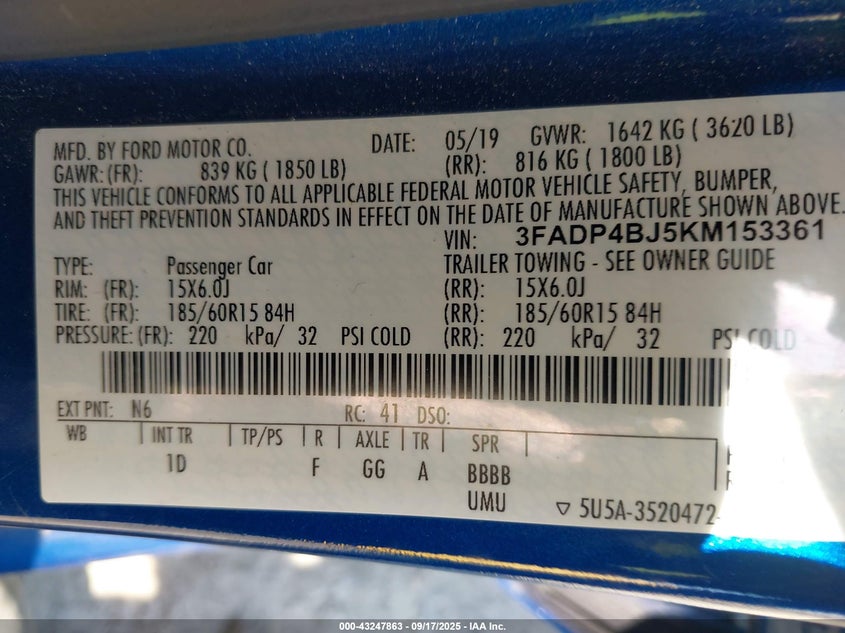 MFD. BY FORD MOTOR CO. DATE: 05/19 GVWR: 1642 KG ( 3620 LB)
GAWR: (FR): 839 KG ( 1850 LB) (RR): 816 KG ( 1800 LB)
THIS VEHICLE CONFORMS TO ALL APPLICABLE FEDERAL MOTOR VEHICLE SAFETY, BUMPER,
AND THEFT PREVENTION STANDARDS IN EFFECT ON THE DATE OF MANUFACTURE SHOWN ABOVE.
VIN: 3FADP4BJ5KM153361
TYPE: Passenger Car TRAILER TOWING - SEE OWNER GUIDE
RIM: (FR): 15X6.0J (RR): 15X6.0J
TIRE: (FR): 185/60R15 84H (RR): 185/60R15 84H
PRESSURE: (FR): 220 kPa/ 32 PSI COLD (RR): 220 kPa/ 32 PSI COLD
EXT PNT: N6 RC: 41 DSO:
WB INT TR TP/PS R AXLE TR SPR
1D F GG A BBBB
UMU 5U5A-3520472-
000-43247863 - 09/17/2025 - IAA Inc.